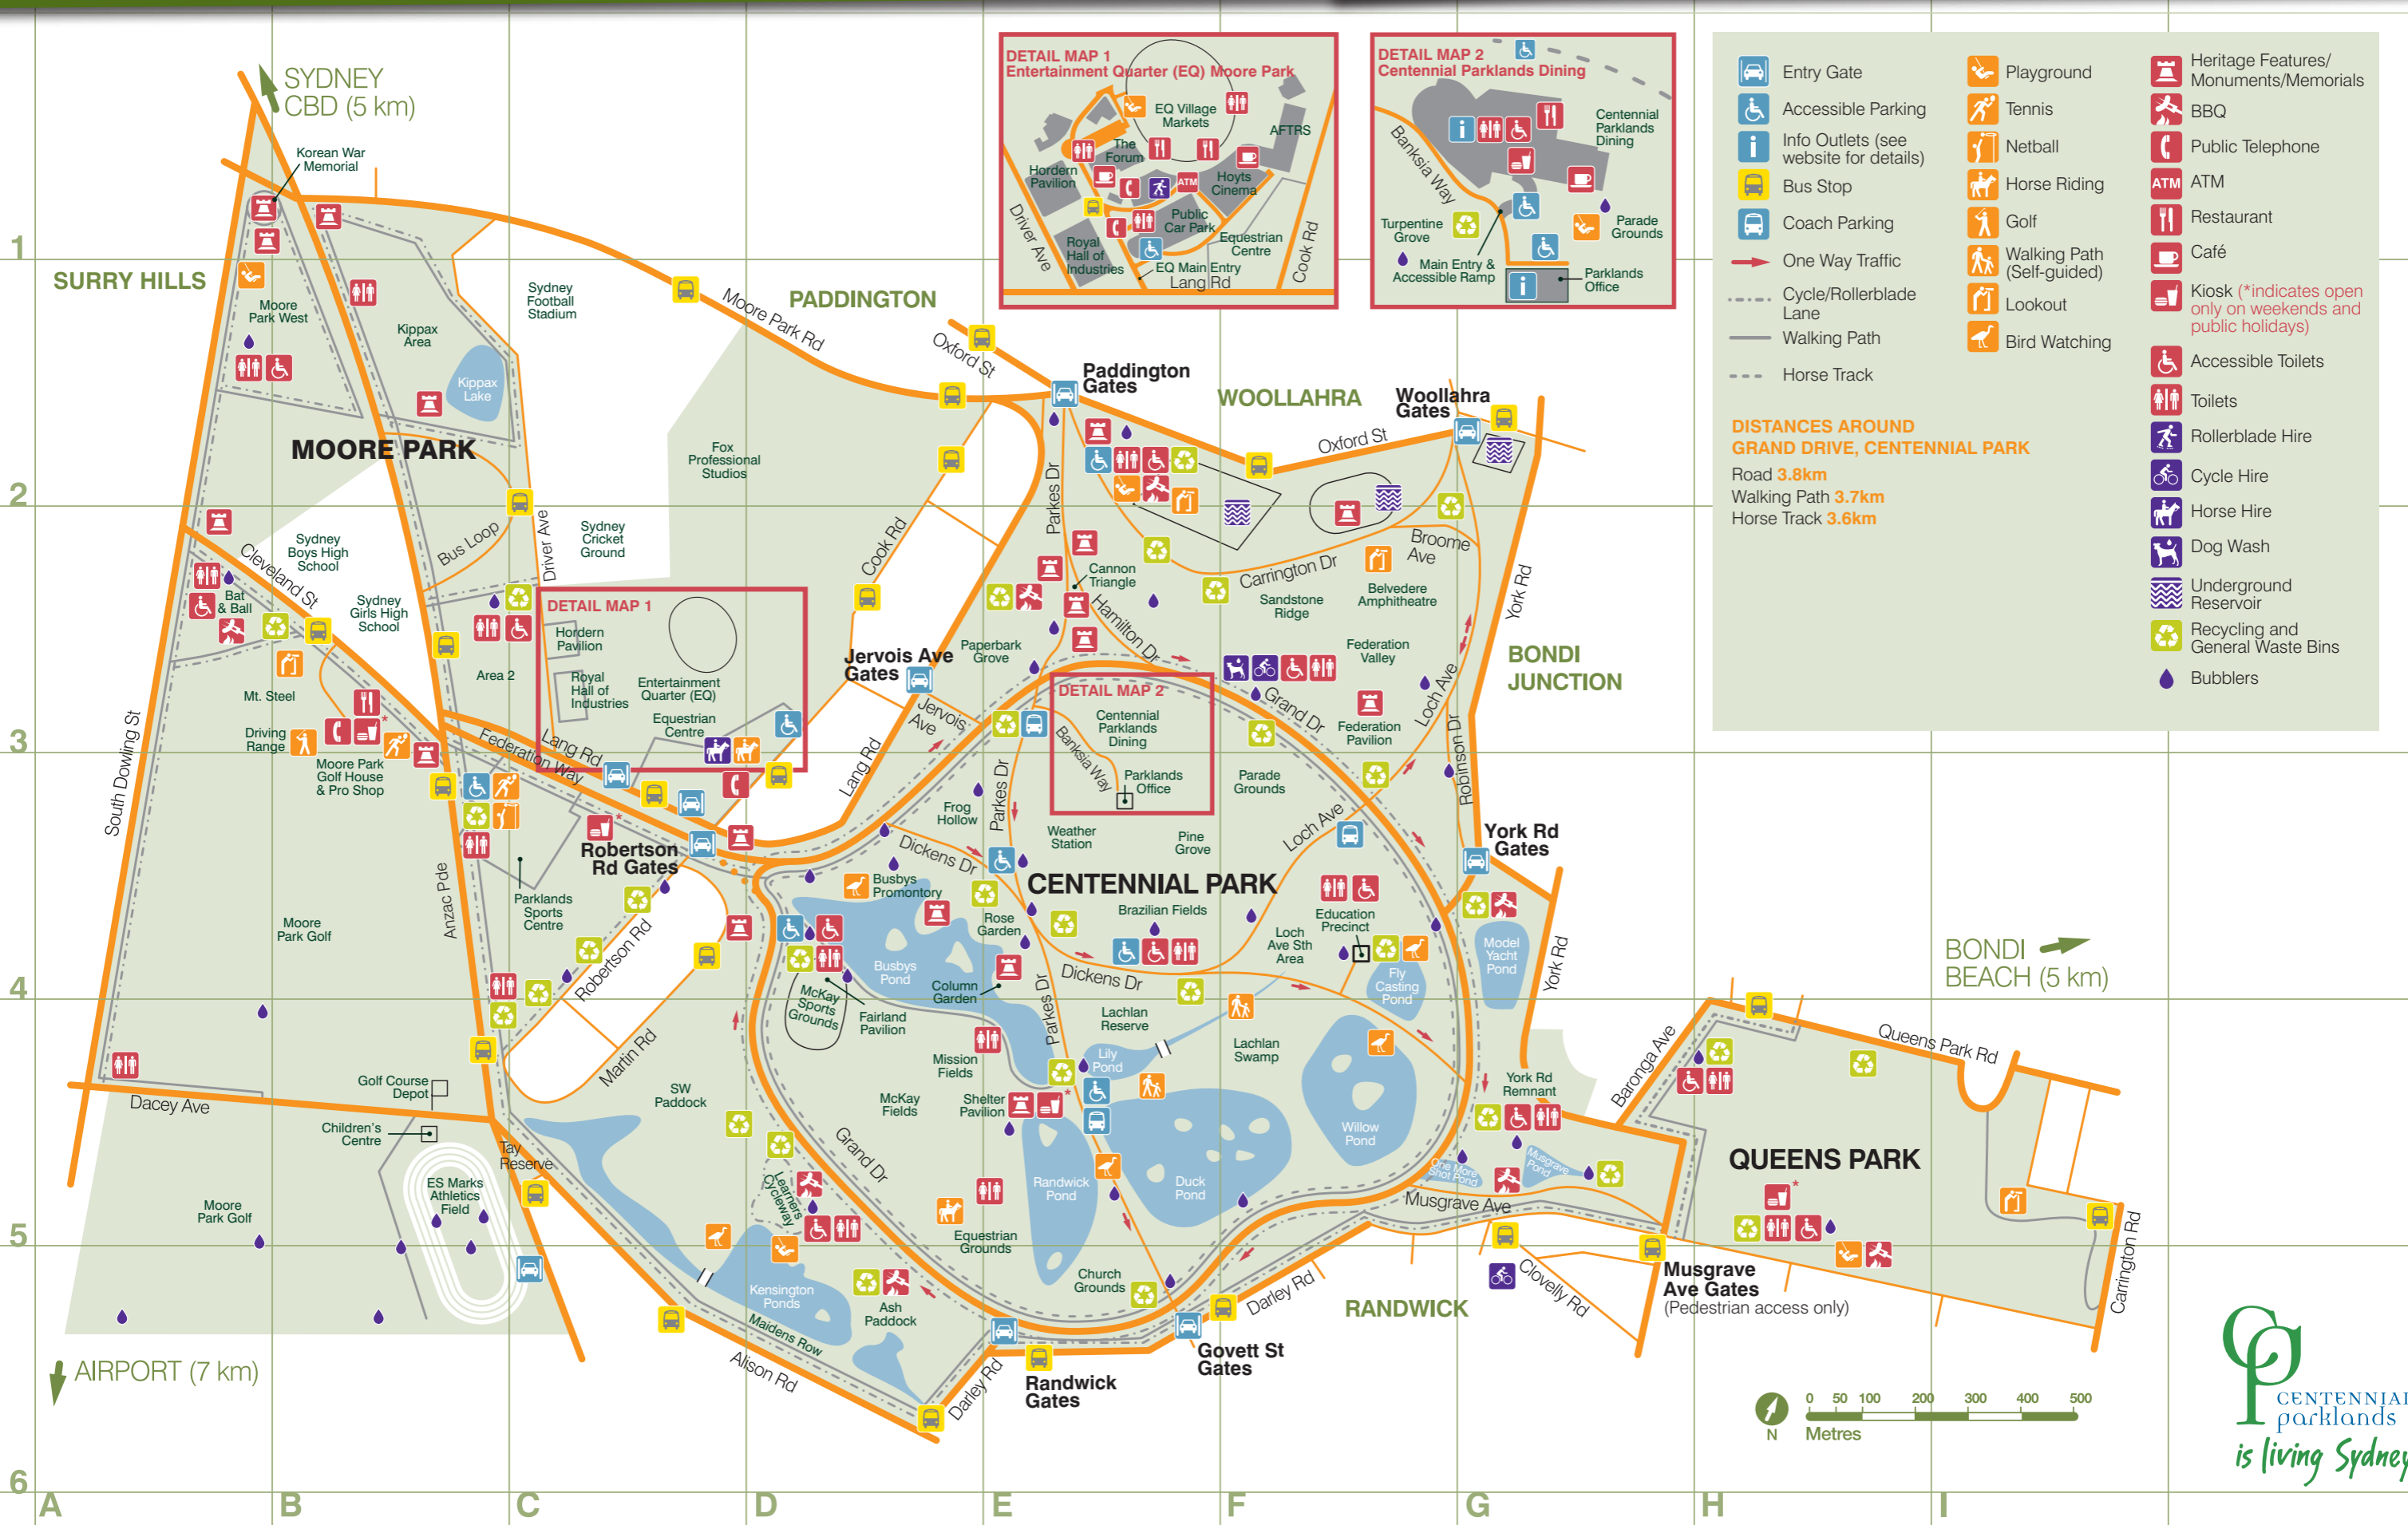 SYDNEY
CBD (5 km)
Korean War
Memorial
1
SURRY HILLS
Moore
Park West
Kippax
Area
Sydney
Football
Stadium
Kippax
Lake
PADDINGTON
Moore Park Rd
Oxford St
MOORE PARK
Fox
Professional
Studios
2
Sydney
Boys High
School
Cleveland St
Bus Loop
Driver Ave
Sydney
Cricket
Ground
Cook Rd
Bat
& Ball
Sydney
Girls High
School
Area 2
Mt. Steel
DETAIL MAP 1
Hordern
Pavilion
Royal
Hall of
Industries
Entertainment
Quarter (EQ)
Equestrian
Centre
Driving
Range
*
Moore Park
Golf House
& Pro Shop
3
Lang Rd
Federation Way
Lang Rd
South Dowling St
Anzac Pde
*
Robertson
Rd Gates
Parklands
Sports
Centre
Moore
Park Golf
Robertson Rd
Martin Rd
4
Golf Course
Depot
Dacey Ave
Children's
Centre
Tay
Reserve
ES Marks
Athletics
Field
Moore
Park Golf
5
AIRPORT (7 km)
6
DETAIL MAP 1
Entertainment Quarter (EQ) Moore Park
EQ Village
Markets
AFTRS
The
Forum
Hordern
Pavilion
ATM
Hoyts
Cinema
Public
Car Park
Driver Ave
Royal
Hall of
Industries
Equestrian
Centre
EQ Main Entry
Lang Rd
Cook Rd
DETAIL MAP 2
Centennial Parklands Dining
Centennial
Parklands
Dining
Banksia Way
Turpentine
Grove
Parade
Grounds
Main Entry &
Accessible Ramp
Parklands
Office
Paddington
Gates
WOOLLAHRA
Woollahra
Gates
Oxford St
Parkes Dr
Cannon
Triangle
Hamilton Dr
Carrington Dr
Broome
Ave
Sandstone
Ridge
Belvedere
Amphitheatre
York Rd
Paperbark
Grove
Jervois Ave
Gates
Jervois
Ave
Federation
Valley
BONDI
JUNCTION
Loch Ave
Grand Dr
Federation
Pavilion
Robinson Dr
DETAIL MAP 2
Centennial
Parklands
Dining
Banksia Way
Parklands
Office
Parade
Grounds
Parkes Dr
Frog
Hollow
Weather
Station
Pine
Grove
Loch Ave
York Rd
Gates
Dickens Dr
Busbys
Promontory
CENTENNIAL PARK
Rose
Garden
Brazilian Fields
Education
Precinct
Loch
Ave Sth
Area
Model
Yacht
Pond
York Rd
Busbys
Pond
Column
Garden
Dickens Dr
Fly
Casting
Pond
McKay
Sports
Grounds
Fairland
Pavilion
Parkes Dr
Lachlan
Reserve
Lachlan
Swamp
Mission
Fields
Lily
Pond
SW
Paddock
McKay
Fields
Shelter
Pavilion
*
Willow
Pond
York Rd
Remnant
Grand Dr
Learners
Cycleway
Randwick
Pond
Duck
Pond
One More
Shot Pond
Musgrave
Pond
Musgrave Ave
Equestrian
Grounds
Kensington
Ponds
Ash
Paddock
Church
Grounds
Maidens Row
Alison Rd
Darley Rd
Randwick
Gates
Govett St
Gates
Darley Rd
RANDWICK
Clovelly Rd
Musgrave
Ave Gates
(Pedestrian access only)
BONDI
BEACH (5 km)
Baronga Ave
Queens Park Rd
QUEENS PARK
*
Carrington Rd
A
B
C
D
E
F
G
H
I
Entry Gate
Accessible Parking
Info Outlets (see
website for details)
Bus Stop
Coach Parking
One Way Traffic
Cycle/Rollerblade
Lane
Walking Path
Horse Track
DISTANCES AROUND
GRAND DRIVE, CENTENNIAL PARK
Road 3.8km
Walking Path 3.7km
Horse Track 3.6km
Playground
Tennis
Netball
Horse Riding
Golf
Walking Path
(Self-guided)
Lookout
Bird Watching
Heritage Features/
Monuments/Memorials
BBQ
Public Telephone
ATM ATM
Restaurant
Café
Kiosk (*indicates open
only on weekends and
public holidays)
Accessible Toilets
Toilets
Rollerblade Hire
Cycle Hire
Horse Hire
Dog Wash
Underground
Reservoir
Recycling and
General Waste Bins
Bubblers
N
0 50 100 200 300 400 500
Metres
CENTENNIAL
parklands
is living Sydney